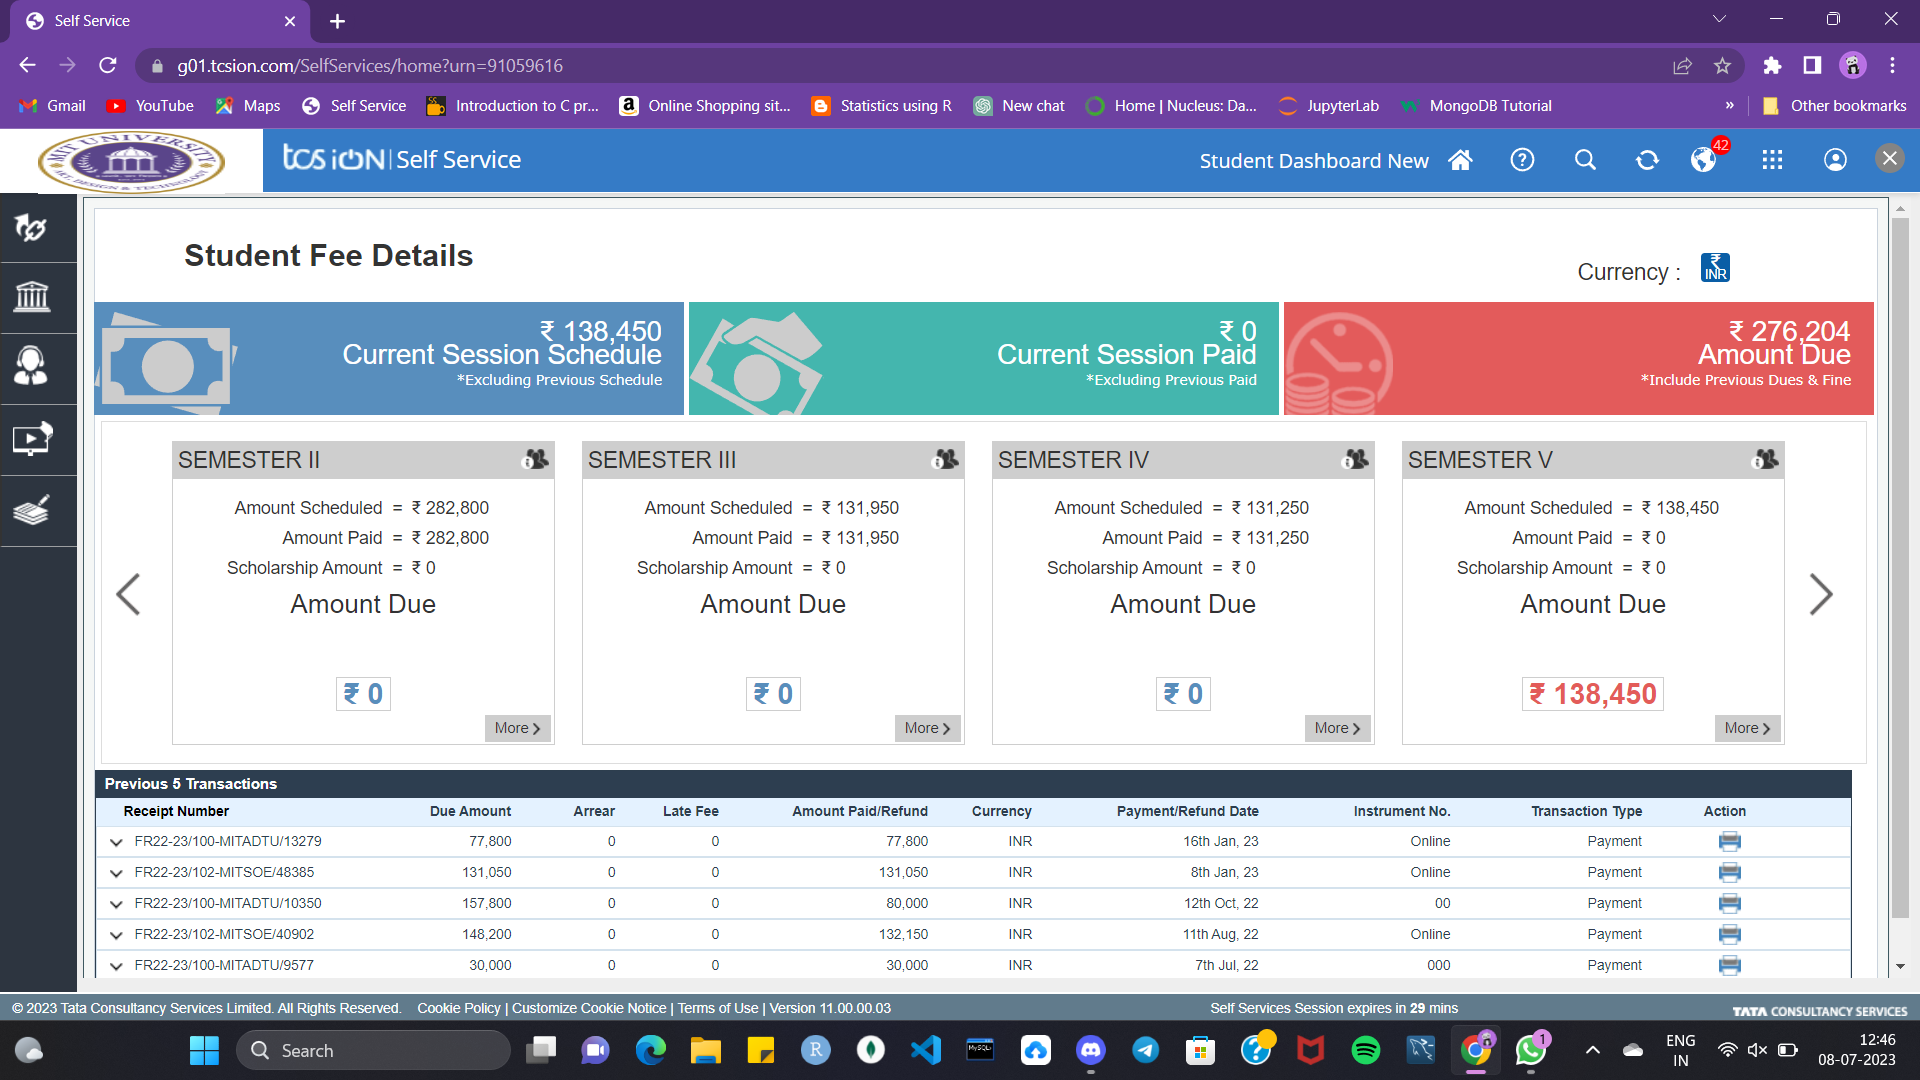 Self Service
g01.tcsion.com/SelfServices/home?urn=91059616
Gmail YouTube Maps Self Service Introduction to C pr... Online Shopping sit... Statistics using R New chat Home | Nucleus: Da... JupyterLab MongoDB Tutorial » Other bookmarks
MIT UNIVERSITY
tcs iON | Self Service Student Dashboard New 42
Student Fee Details
Currency : ₹ INR
₹ 138,450
Current Session Schedule
*Excluding Previous Schedule
₹ 0
Current Session Paid
*Excluding Previous Paid
₹ 276,204
Amount Due
*Include Previous Dues & Fine
SEMESTER II
Amount Scheduled = ₹ 282,800
Amount Paid = ₹ 282,800
Scholarship Amount = ₹ 0
Amount Due
₹ 0
More
SEMESTER III
Amount Scheduled = ₹ 131,950
Amount Paid = ₹ 131,950
Scholarship Amount = ₹ 0
Amount Due
₹ 0
More
SEMESTER IV
Amount Scheduled = ₹ 131,250
Amount Paid = ₹ 131,250
Scholarship Amount = ₹ 0
Amount Due
₹ 0
More
SEMESTER V
Amount Scheduled = ₹ 138,450
Amount Paid = ₹ 0
Scholarship Amount = ₹ 0
Amount Due
₹ 138,450
More
Previous 5 Transactions
Receipt Number Due Amount Arrear Late Fee Amount Paid/Refund Currency Payment/Refund Date Instrument No. Transaction Type Action
FR22-23/100-MITADTU/13279 77,800 0 0 77,800 INR 16th Jan, 23 Online Payment
FR22-23/102-MITSOE/48385 131,050 0 0 131,050 INR 8th Jan, 23 Online Payment
FR22-23/100-MITADTU/10350 157,800 0 0 80,000 INR 12th Oct, 22 00 Payment
FR22-23/102-MITSOE/40902 148,200 0 0 132,150 INR 11th Aug, 22 Online Payment
FR22-23/100-MITADTU/9577 30,000 0 0 30,000 INR 7th Jul, 22 000 Payment
© 2023 Tata Consultancy Services Limited. All Rights Reserved. Cookie Policy | Customize Cookie Notice | Terms of Use | Version 11.00.00.03 Self Services Session expires in 29 mins TATA CONSULTANCY SERVICES
Search R MySQL 1 ENG IN 12:46
08-07-2023